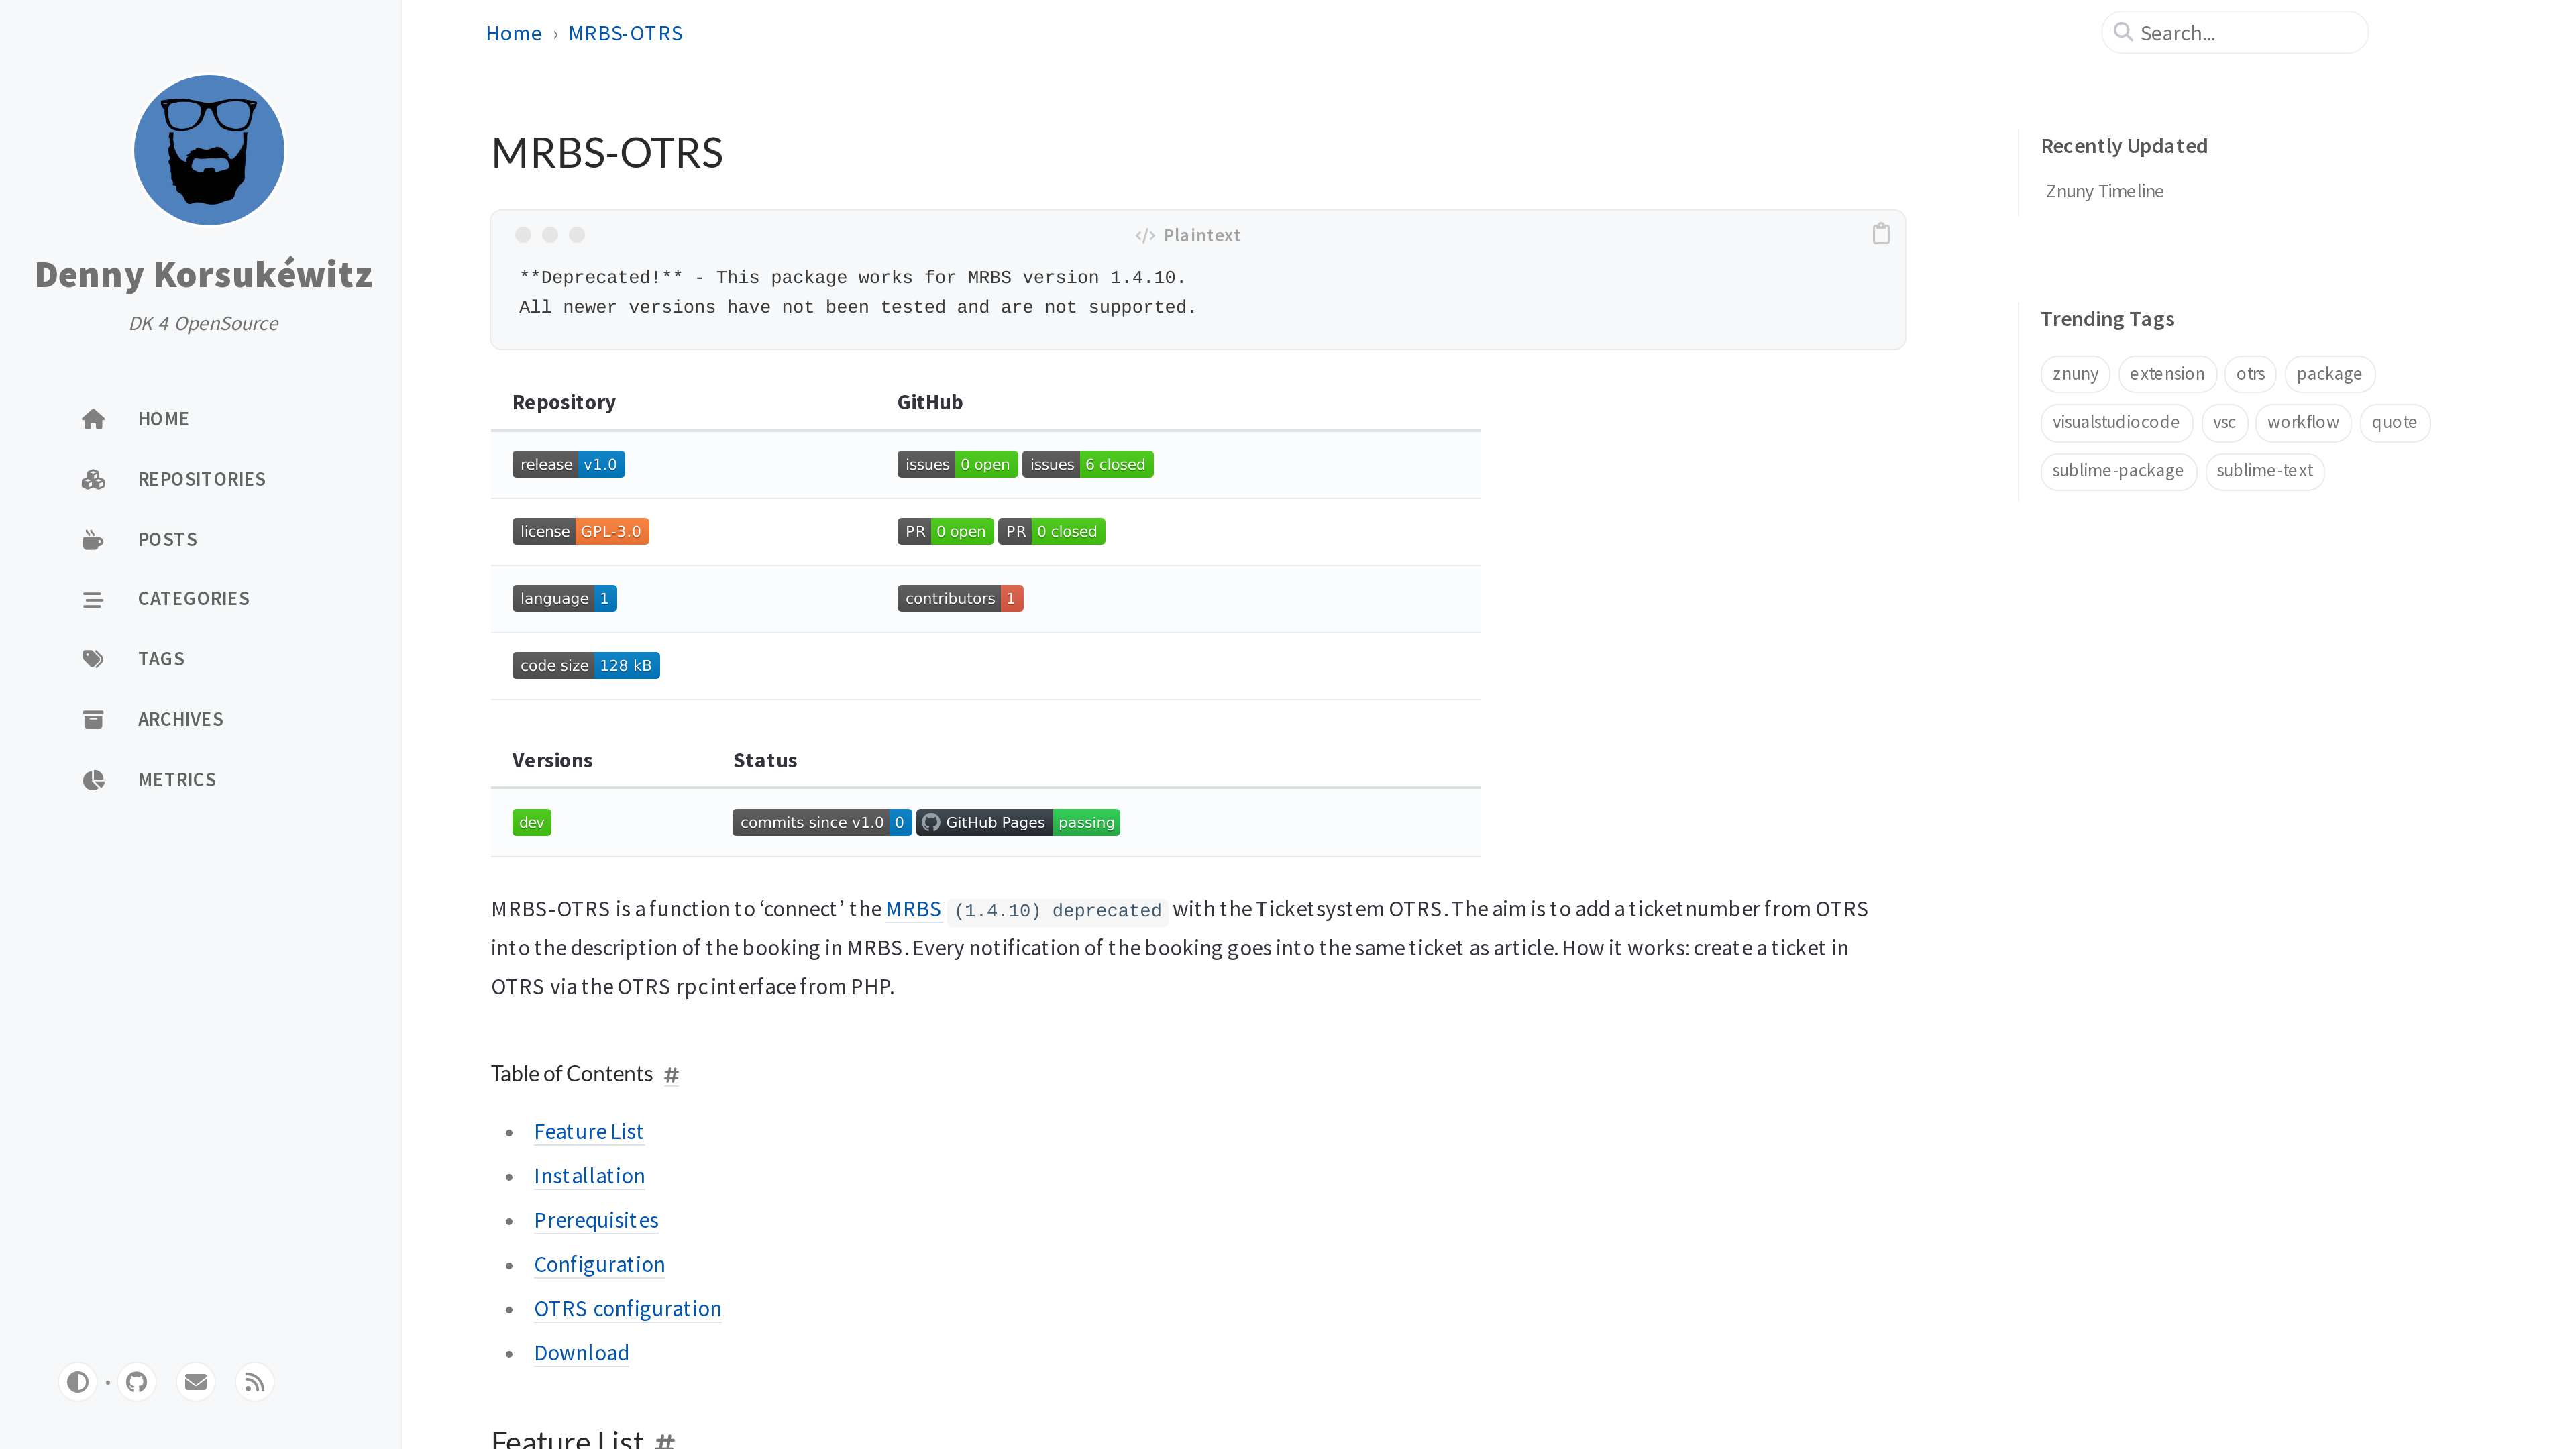 Denny Korsukéwitz
DK 4 OpenSource
HOME
REPOSITORIES
POSTS
CATEGORIES
TAGS
ARCHIVES
METRICS
Home › MRBS-OTRS
Search...
MRBS-OTRS
Plaintext
**Deprecated!** - This package works for MRBS version 1.4.10.
All newer versions have not been tested and are not supported.
Repository GitHub
release v1.0 issues 0 open issues 6 closed
license GPL-3.0 PR 0 open PR 0 closed
language 1 contributors 1
code size 128 kB
Versions Status
dev commits since v1.0 0 GitHub Pages passing
MRBS-OTRS is a function to ‘connect’ the MRBS (1.4.10) deprecated with the Ticketsystem OTRS. The aim is to add a ticketnumber from OTRS
into the description of the booking in MRBS. Every notification of the booking goes into the same ticket as article. How it works: create a ticket in
OTRS via the OTRS rpc interface from PHP.
Table of Contents #
• Feature List
• Installation
• Prerequisites
• Configuration
• OTRS configuration
• Download
Feature List #
Recently Updated
Znuny Timeline
Trending Tags
znuny extension otrs package
visualstudiocode vsc workflow quote
sublime-package sublime-text